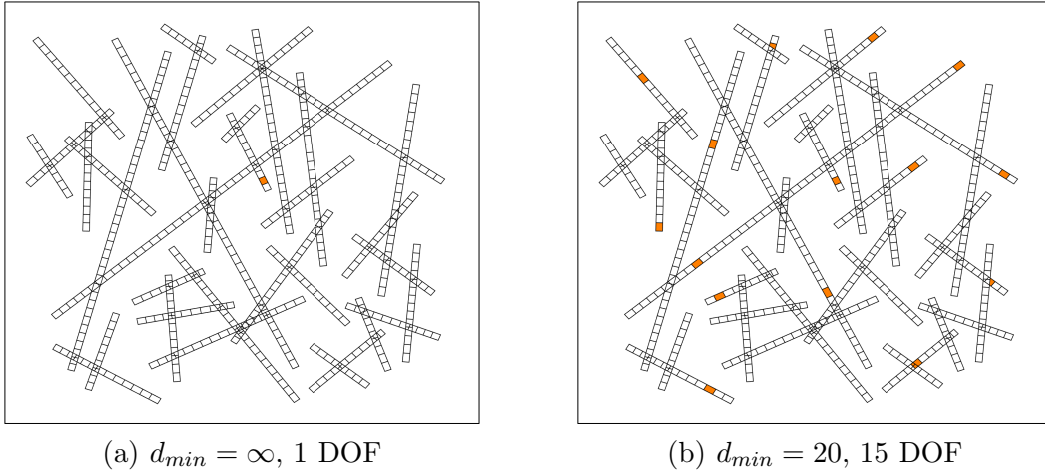 (a) $d_{min} = \infty$, 1 DOF
(b) $d_{min} = 20$, 15 DOF